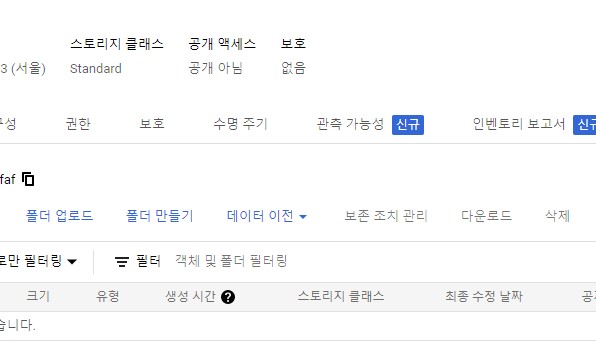 스토리지 클래스 공개 액세스 보호
3 (서울) Standard 공개 아님 없음
구성 권한 보호 수명 주기 관측 가능성 신규 인벤토리 보고서 신규
faf
폴더 업로드 폴더 만들기 데이터 이전 보존 조치 관리 다운로드 삭제
로만 필터링 필터 객체 및 폴더 필터링
크기 유형 생성 시간 스토리지 클래스 최종 수정 날짜 공개
습니다.